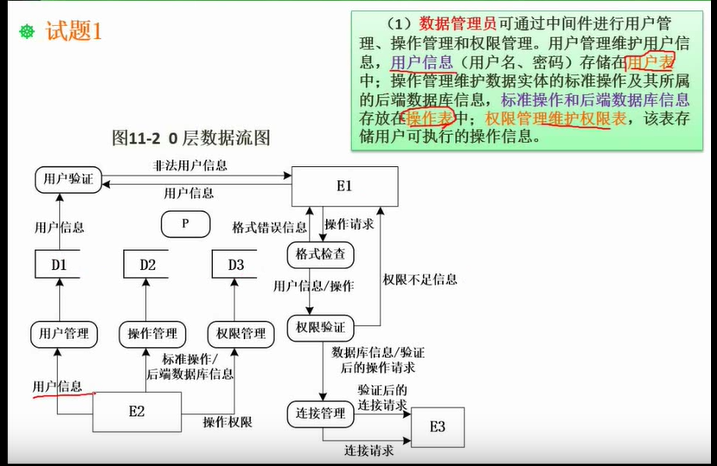 试题1
（1）数据管理员可通过中间件进行用户管
理、操作管理和权限管理。用户管理维护用户信
息，用户信息（用户名、密码）存储在用户表
中；操作管理维护数据实体的标准操作及其所属
的后端数据库信息，标准操作和后端数据库信息
存放在操作表中；权限管理维护权限表，该表存
储用户可执行的操作信息。
图11-2 0 层数据流图
用户验证
非法用户信息
用户信息
E1
用户信息
P
格式错误信息
操作请求
D1
D2
D3
格式检查
用户信息/操作
权限不足信息
用户管理
操作管理
权限管理
权限验证
标准操作/
后端数据库信息
数据库信息/验证
后的操作请求
用户信息
E2
操作权限
连接管理
验证后的
连接请求
E3
连接请求